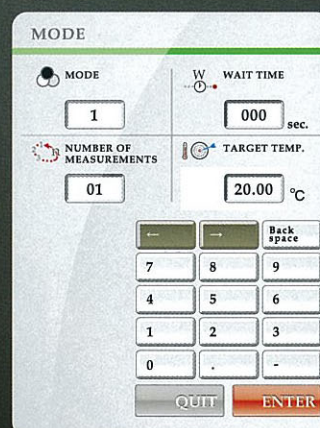 MODE
MODE
1
W
WAIT TIME
000 sec.
NUMBER OF
MEASUREMENTS
01
TARGET TEMP.
20.00 °C
← →
Back
space
7 8 9
4 5 6
1 2 3
0 . -
QUIT ENTER